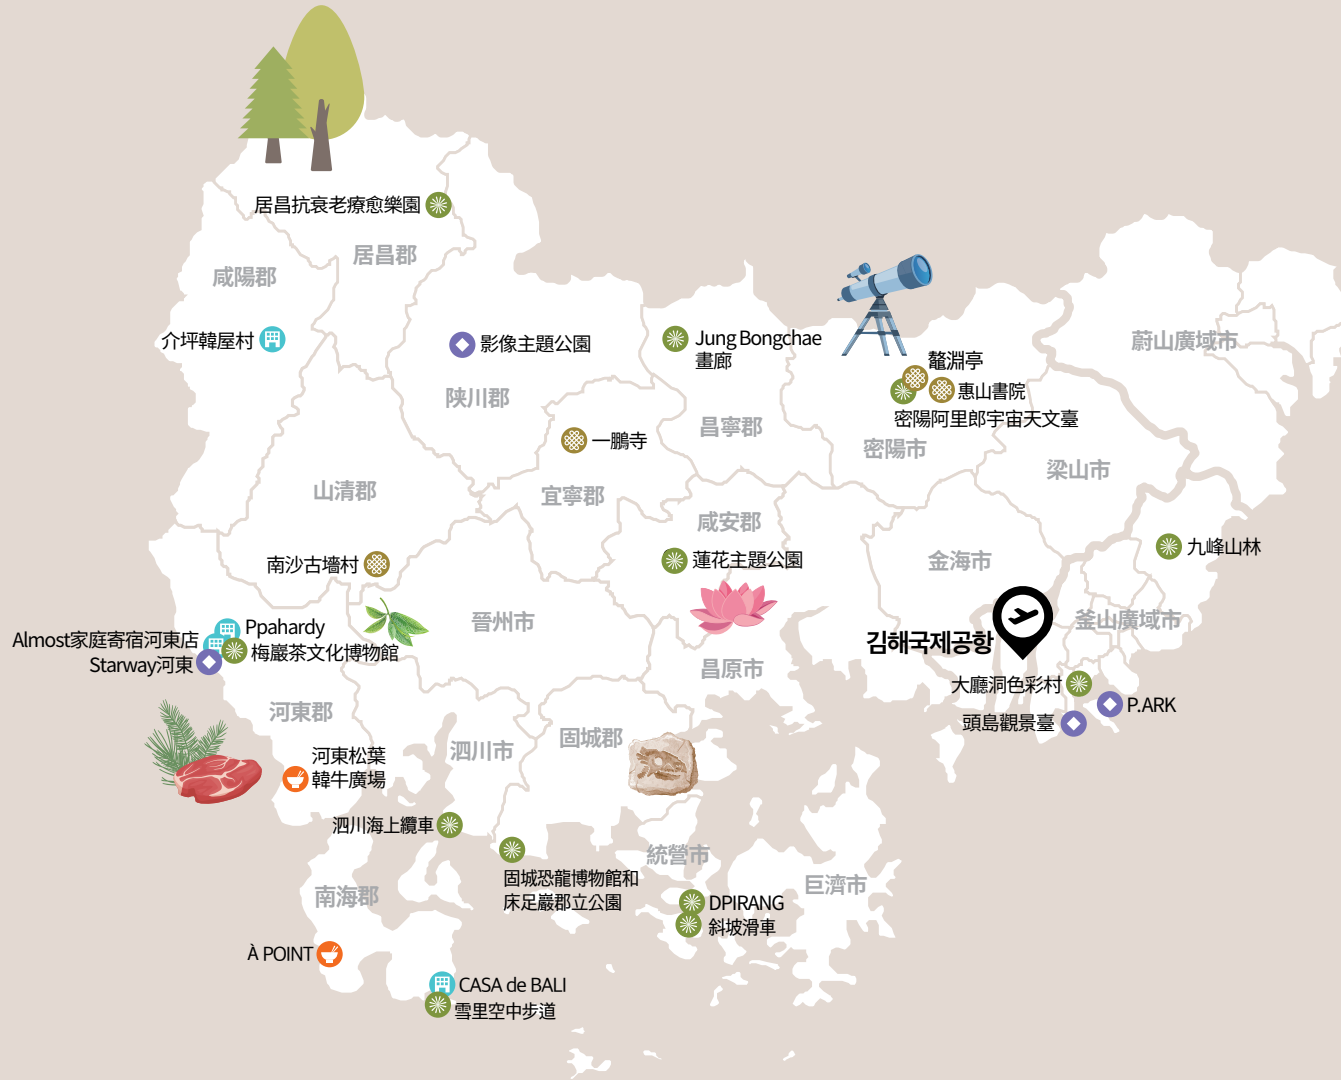 居昌抗衰老療愈樂園
居昌郡
咸陽郡
介坪韓屋村
影像主題公園
陜川郡
Jung Bongchae
畫廊
昌寧郡
鼇淵亭
惠山書院
密陽阿里郎宇宙天文臺
密陽市
蔚山廣域市
梁山市
一鵬寺
宜寧郡
山清郡
咸安郡
蓮花主題公園
金海市
九峰山林
南沙古墻村
釜山廣域市
晉州市
Ppahardy
Almost家庭寄宿河東店
梅巖茶文化博物館
Starway河東
김해국제공항
昌原市
大廳洞色彩村
P.ARK
頭島觀景臺
河東郡
泗川市
固城郡
河東松葉
韓牛廣場
泗川海上纜車
統營市
固城恐龍博物館和
床足巖郡立公園
巨濟市
南海郡
DPIRANG
斜坡滑車
À POINT
CASA de BALI
雪里空中步道